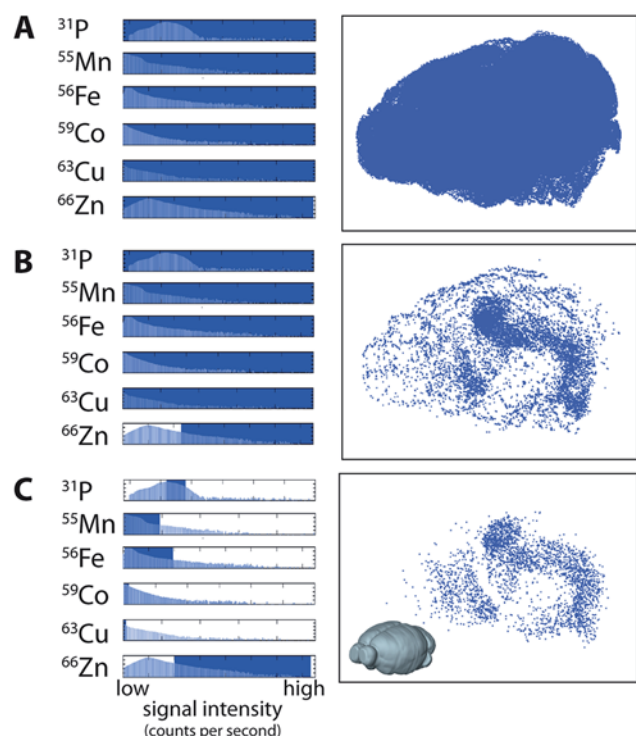 A
31P
55Mn
56Fe
59Co
63Cu
66Zn
B
31P
55Mn
56Fe
59Co
63Cu
66Zn
C
31P
55Mn
56Fe
59Co
63Cu
66Zn
low high
signal intensity
(counts per second)